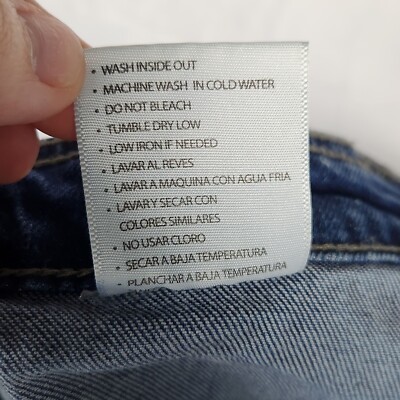 • WASH INSIDE OUT
• MACHINE WASH IN COLD WATER
• DO NOT BLEACH
• TUMBLE DRY LOW
• LOW IRON IF NEEDED
• LAVAR AL REVES
• LAVAR A MAQUINA CON AGUA FRIA
• LAVAR Y SECAR CON
COLORES SIMILARES
• NO USAR CLORO
• SECAR A BAJA TEMPERATURA
• PLANCHAR A BAJA TEMPERATURA